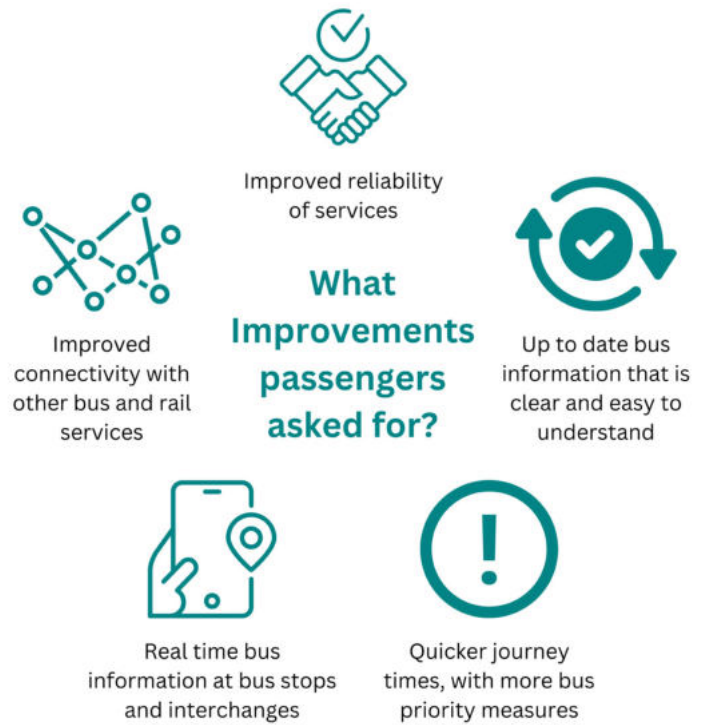 What
Improvements
passengers
asked for?
Improved reliability
of services
Up to date bus
information that is
clear and easy to
understand
Quicker journey
times, with more bus
priority measures
Real time bus
information at bus stops
and interchanges
Improved
connectivity with
other bus and rail
services